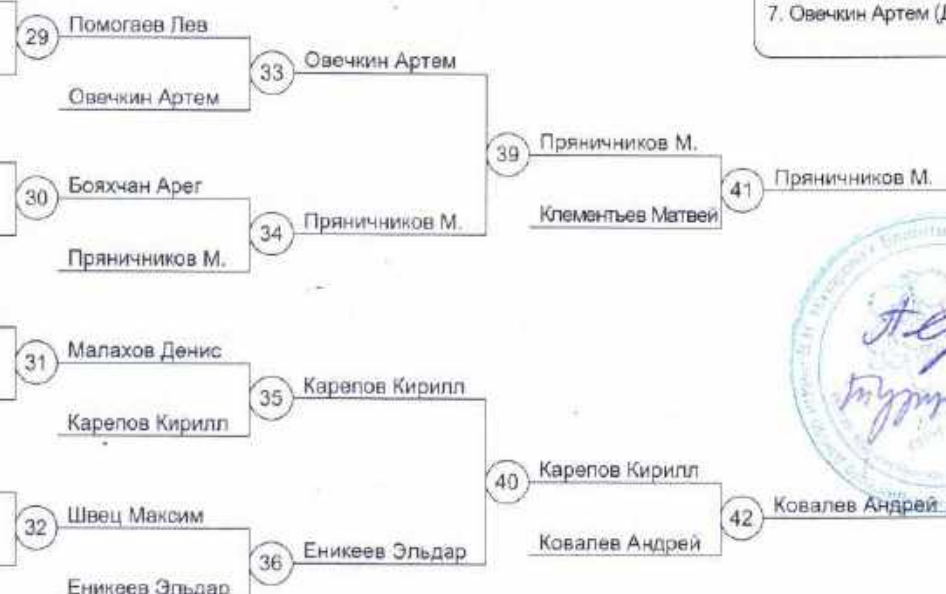 7. Овечкин Артем (Д
29 Помогаев Лев
33 Овечкин Артем
Овечкин Артем
39 Пряничников М.
30 Бояхчан Арег
41 Пряничников М.
34 Пряничников М.
Клементьев Матвей
Пряничников М.
31 Малахов Денис
35 Карепов Кирилл
Карепов Кирилл
40 Карепов Кирилл
32 Швец Максим
42 Ковалев Андрей
36 Еникеев Эльдар
Ковалев Андрей
Еникеев Эльдар